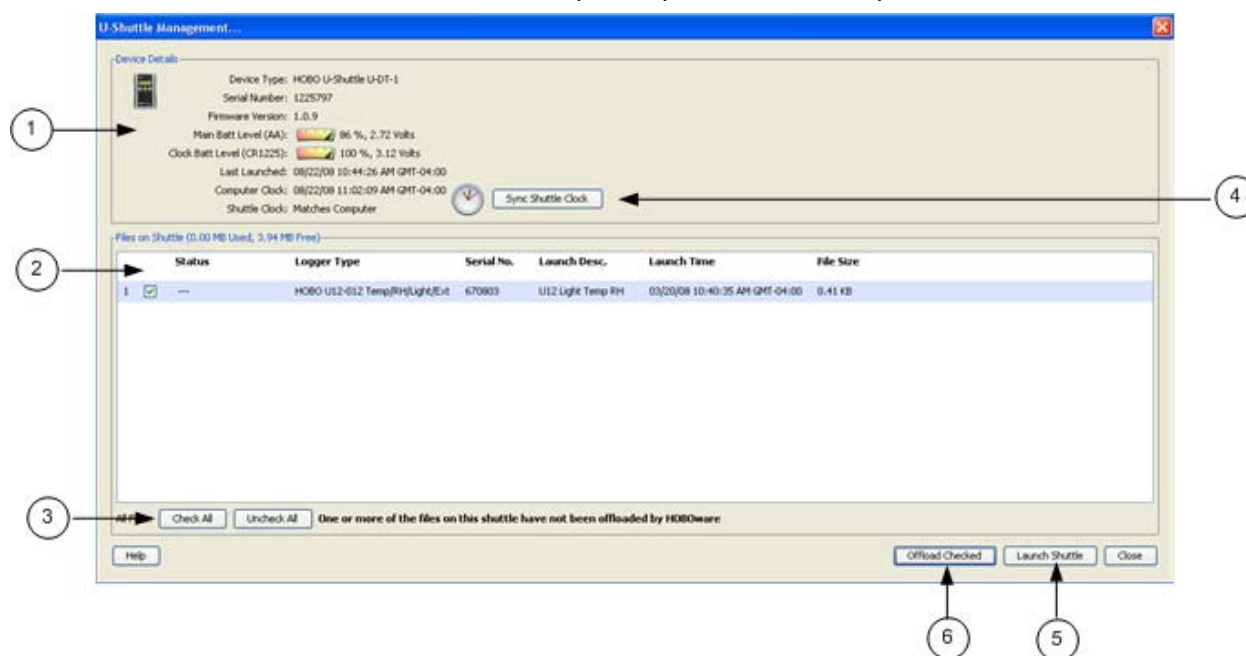 U-Shuttle Management...
Device Details
Device Type: HOBO U-Shuttle U-DT-1
Serial Number: 1225797
Firmware Version: 1.0.9
Main Batt Level (AA): 86 %, 2.72 Volts
Clock Batt Level (CR1225): 100 %, 3.12 Volts
Last Launched: 08/22/08 10:44:26 AM GMT-04:00
Computer Clock: 08/22/08 11:02:09 AM GMT-04:00
Shuttle Clock: Matches Computer
Sync Shuttle Clock
1
4
Files on Shuttle (0.00 MB Used, 3.94 MB Free)
2
Status Logger Type Serial No. Launch Desc. Launch Time File Size
1 --- HOBO U12-012 Temp/RH/Light/Ext 670803 U12 Light Temp RH 03/20/08 10:40:35 AM GMT-04:00 0.41 KB
3
Check All Uncheck All One or more of the files on this shuttle have not been offloaded by HOBOware
Help Offload Checked Launch Shuttle Close
6 5